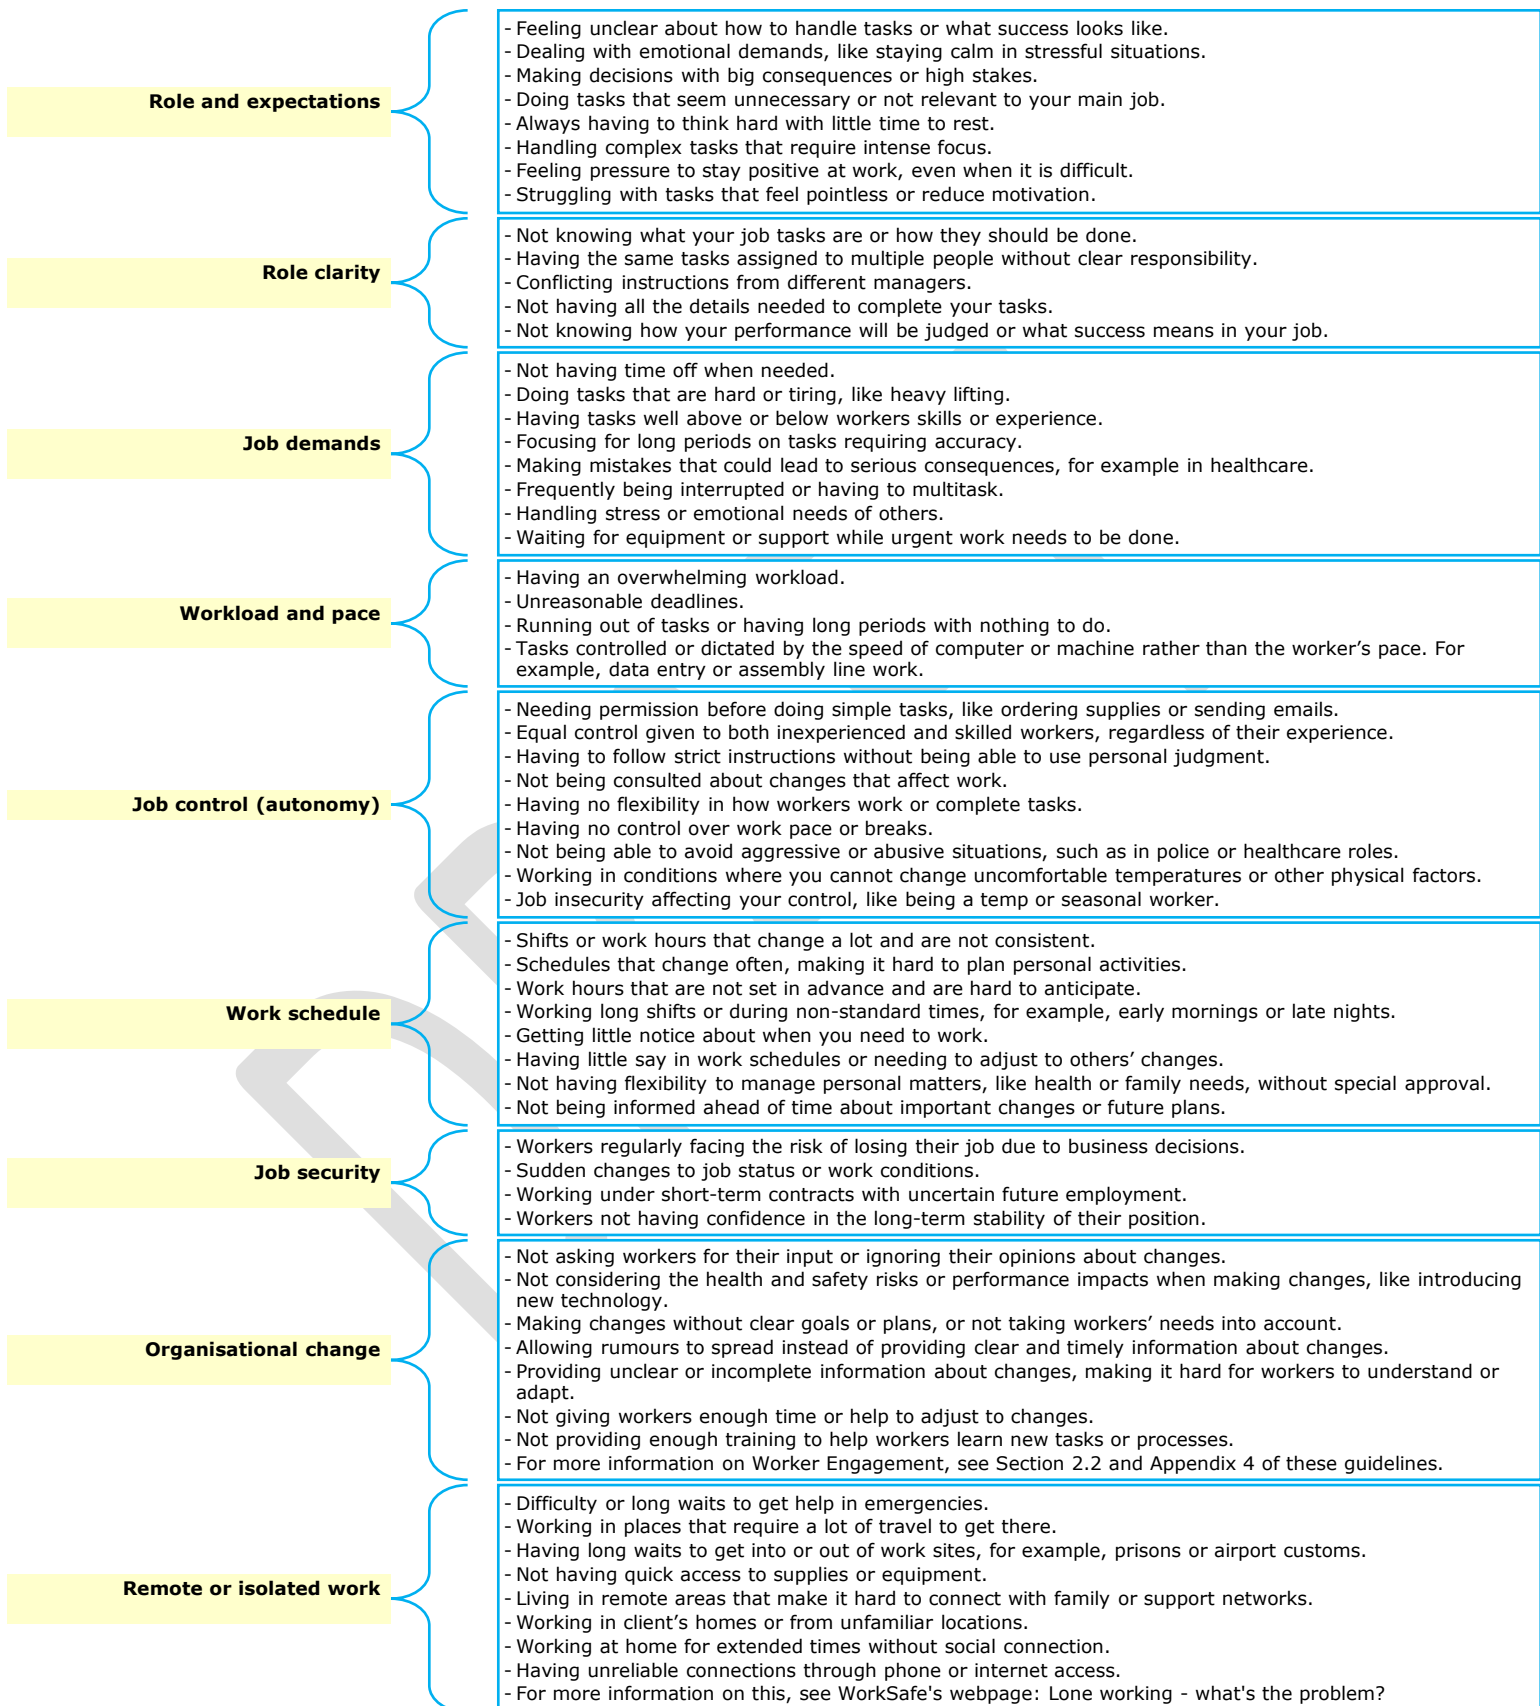 Role and expectations
- Feeling unclear about how to handle tasks or what success looks like.
- Dealing with emotional demands, like staying calm in stressful situations.
- Making decisions with big consequences or high stakes.
- Doing tasks that seem unnecessary or not relevant to your main job.
- Always having to think hard with little time to rest.
- Handling complex tasks that require intense focus.
- Feeling pressure to stay positive at work, even when it is difficult.
- Struggling with tasks that feel pointless or reduce motivation.
Role clarity
- Not knowing what your job tasks are or how they should be done.
- Having the same tasks assigned to multiple people without clear responsibility.
- Conflicting instructions from different managers.
- Not having all the details needed to complete your tasks.
- Not knowing how your performance will be judged or what success means in your job.
Job demands
- Not having time off when needed.
- Doing tasks that are hard or tiring, like heavy lifting.
- Having tasks well above or below workers skills or experience.
- Focusing for long periods on tasks requiring accuracy.
- Making mistakes that could lead to serious consequences, for example in healthcare.
- Frequently being interrupted or having to multitask.
- Handling stress or emotional needs of others.
- Waiting for equipment or support while urgent work needs to be done.
Workload and pace
- Having an overwhelming workload.
- Unreasonable deadlines.
- Running out of tasks or having long periods with nothing to do.
- Tasks controlled or dictated by the speed of computer or machine rather than the worker’s pace. For
example, data entry or assembly line work.
Job control (autonomy)
- Needing permission before doing simple tasks, like ordering supplies or sending emails.
- Equal control given to both inexperienced and skilled workers, regardless of their experience.
- Having to follow strict instructions without being able to use personal judgment.
- Not being consulted about changes that affect work.
- Having no flexibility in how workers work or complete tasks.
- Having no control over work pace or breaks.
- Not being able to avoid aggressive or abusive situations, such as in police or healthcare roles.
- Working in conditions where you cannot change uncomfortable temperatures or other physical factors.
- Job insecurity affecting your control, like being a temp or seasonal worker.
Work schedule
- Shifts or work hours that change a lot and are not consistent.
- Schedules that change often, making it hard to plan personal activities.
- Work hours that are not set in advance and are hard to anticipate.
- Working long shifts or during non-standard times, for example, early mornings or late nights.
- Getting little notice about when you need to work.
- Having little say in work schedules or needing to adjust to others’ changes.
- Not having flexibility to manage personal matters, like health or family needs, without special approval.
- Not being informed ahead of time about important changes or future plans.
Job security
- Workers regularly facing the risk of losing their job due to business decisions.
- Sudden changes to job status or work conditions.
- Working under short-term contracts with uncertain future employment.
- Workers not having confidence in the long-term stability of their position.
Organisational change
- Not asking workers for their input or ignoring their opinions about changes.
- Not considering the health and safety risks or performance impacts when making changes, like introducing
new technology.
- Making changes without clear goals or plans, or not taking workers’ needs into account.
- Allowing rumours to spread instead of providing clear and timely information about changes.
- Providing unclear or incomplete information about changes, making it hard for workers to understand or
adapt.
- Not giving workers enough time or help to adjust to changes.
- Not providing enough training to help workers learn new tasks or processes.
- For more information on Worker Engagement, see Section 2.2 and Appendix 4 of these guidelines.
Remote or isolated work
- Difficulty or long waits to get help in emergencies.
- Working in places that require a lot of travel to get there.
- Having long waits to get into or out of work sites, for example, prisons or airport customs.
- Not having quick access to supplies or equipment.
- Living in remote areas that make it hard to connect with family or support networks.
- Working in client’s homes or from unfamiliar locations.
- Working at home for extended times without social connection.
- Having unreliable connections through phone or internet access.
- For more information on this, see WorkSafe's webpage: Lone working - what's the problem?